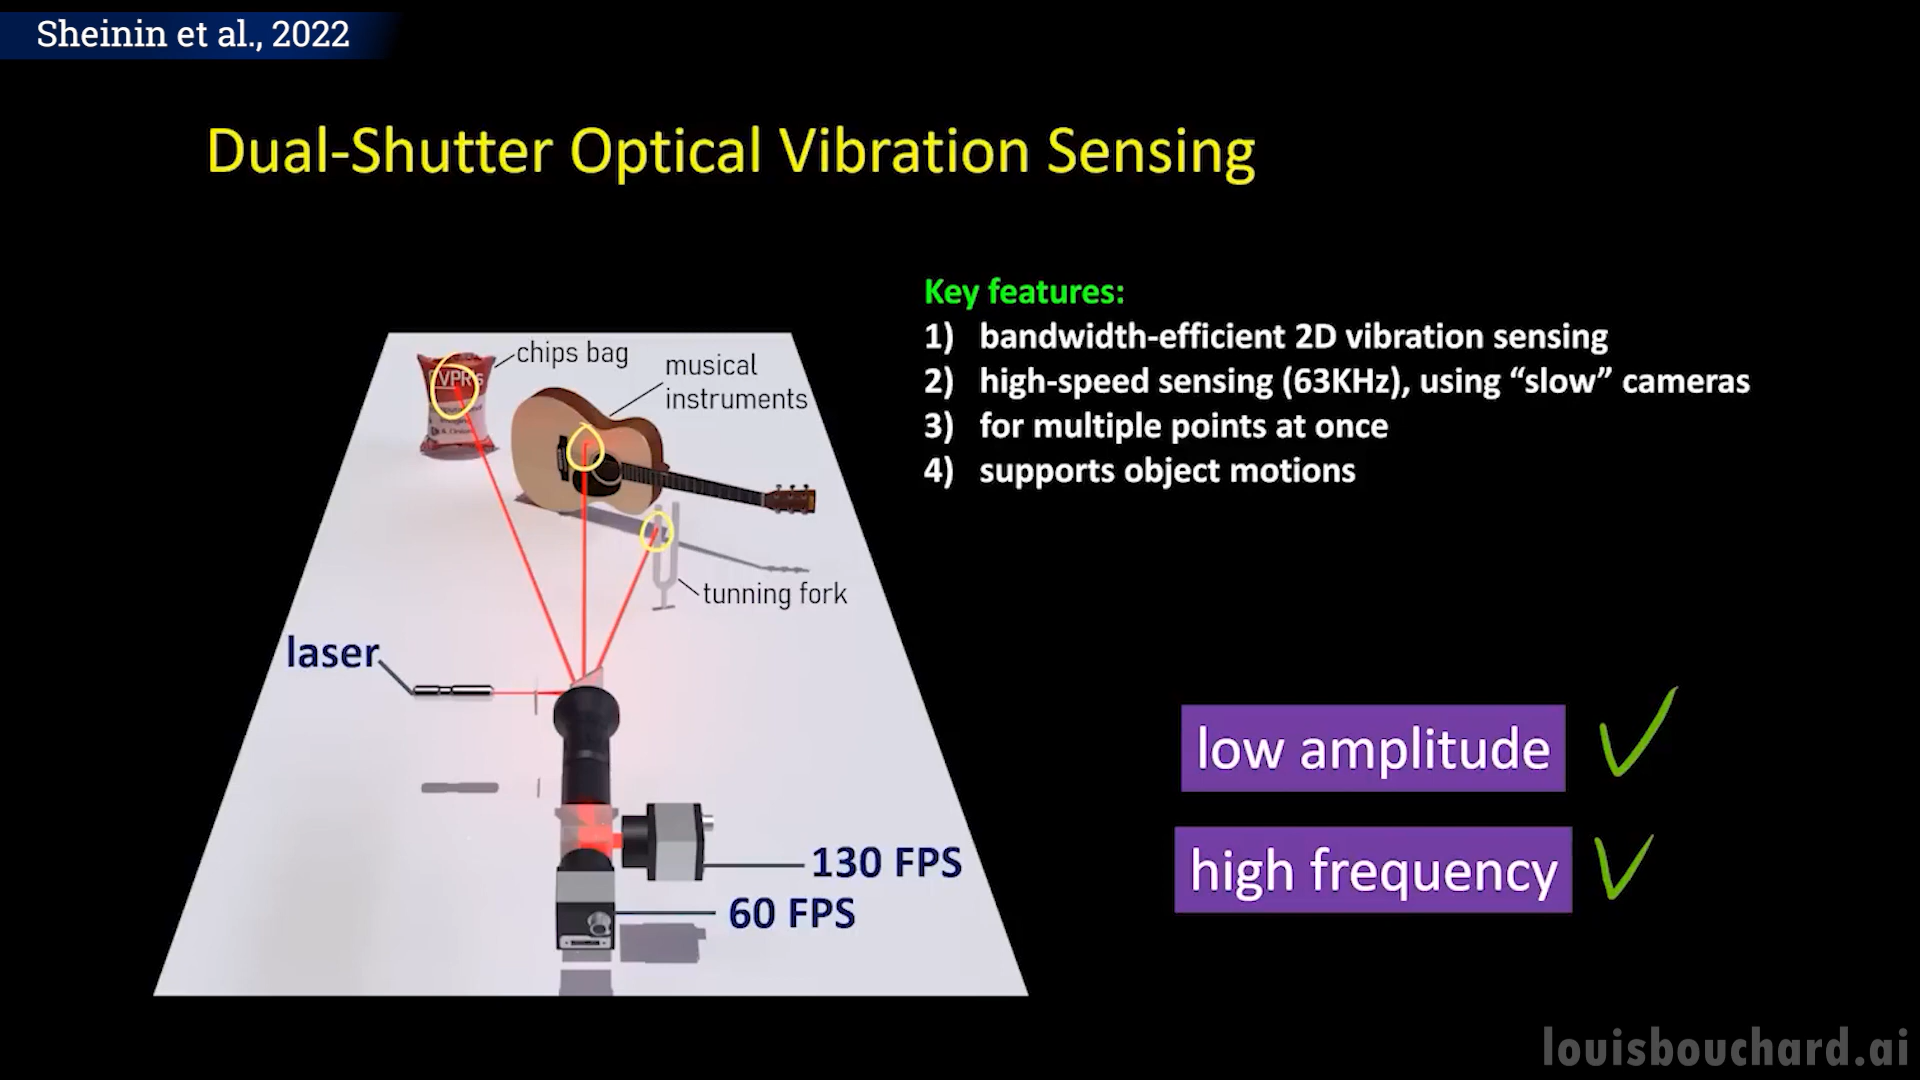 Sheinin et al., 2022
Dual-Shutter Optical Vibration Sensing
Key features:
1) bandwidth-efficient 2D vibration sensing
2) high-speed sensing (63KHz), using “slow” cameras
3) for multiple points at once
4) supports object motions
chips bag
musical
instruments
tunning fork
laser
130 FPS
60 FPS
low amplitude
high frequency
louisbouchard.ai